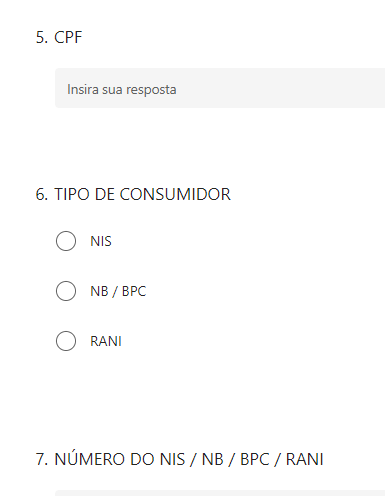 5. CPF
Insira sua resposta
6. TIPO DE CONSUMIDOR
NIS
NB / BPC
RANI
7. NÚMERO DO NIS / NB / BPC / RANI